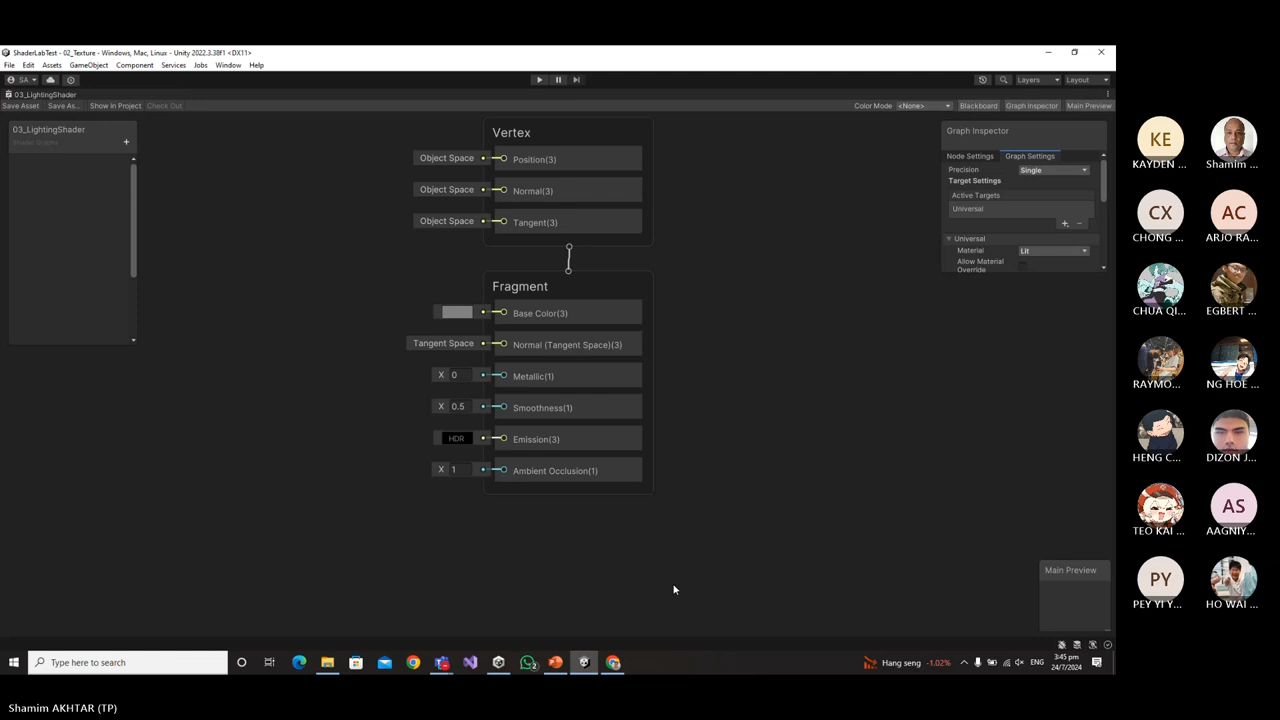 ShaderLabTest - 02_Texture - Windows, Mac, Linux - Unity 2022.3.38f1 <DX11>
File Edit Assets GameObject Component Services Jobs Window Help
SA Layers Layout
03_LightingShader
Save Asset Save As... Show In Project Check Out Color Mode <None> Blackboard Graph Inspector Main Preview
03_LightingShader
Shader Graphs
+
Vertex
Object Space Position(3)
Object Space Normal(3)
Object Space Tangent(3)
Fragment
Base Color(3)
Tangent Space Normal (Tangent Space)(3)
X 0 Metallic(1)
X 0.5 Smoothness(1)
HDR Emission(3)
X 1 Ambient Occlusion(1)
Graph Inspector
Node Settings Graph Settings
Precision Single
Target Settings
Active Targets
Universal
+ -
Universal
Material Lit
Allow Material
Override
Main Preview
KE
KAYDEN ...
Shamim ...
CX
CHONG ...
AC
ARJO RA...
CHUA QI...
EGBERT ...
RAYMO...
NG HOE ...
HENG C...
DIZON J...
TEO KAI ...
AS
AAGNIY...
PY
PEY YI Y...
HO WAI ...
Type here to search
2
Hang seng -1.02%
ENG
3:45 pm
24/7/2024
Shamim AKHTAR (TP)